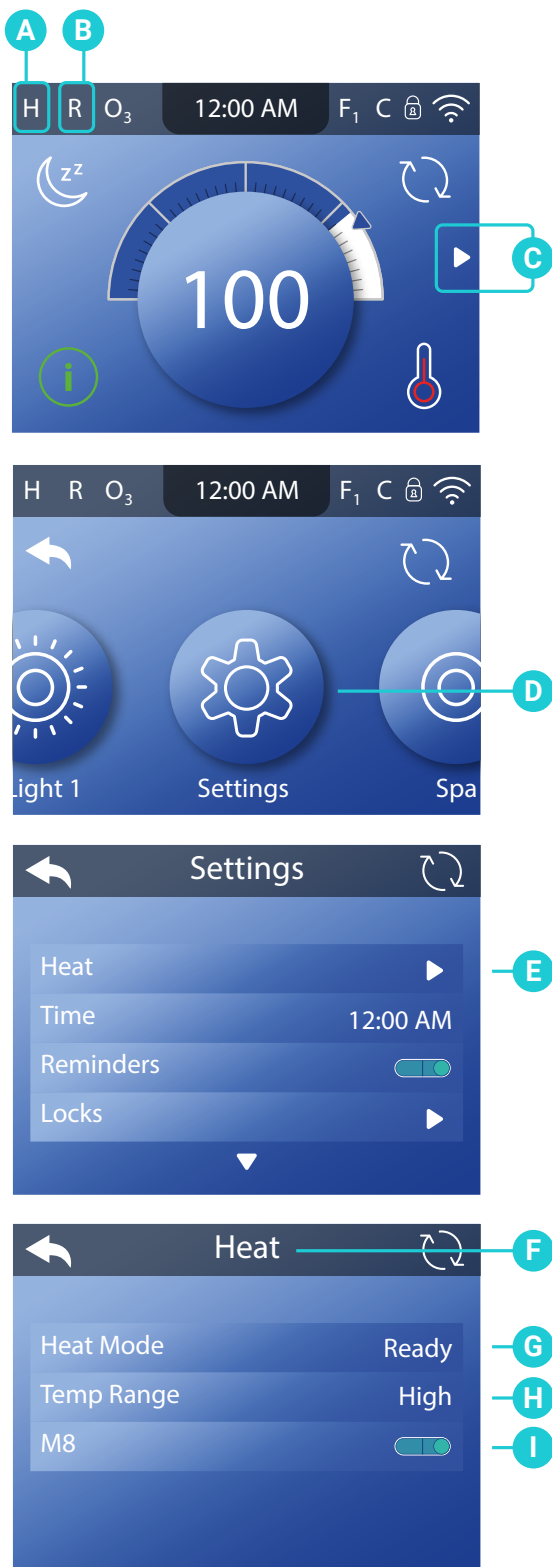 A B
H R O₃ 12:00 AM F₁ C a
zz
100
C
i
H R O₃ 12:00 AM F₁ C a
D
Light 1 Settings Spa
Settings
Heat
E
Time 12:00 AM
Reminders
Locks
Heat
F
Heat Mode Ready
G
Temp Range High
H
M8
I